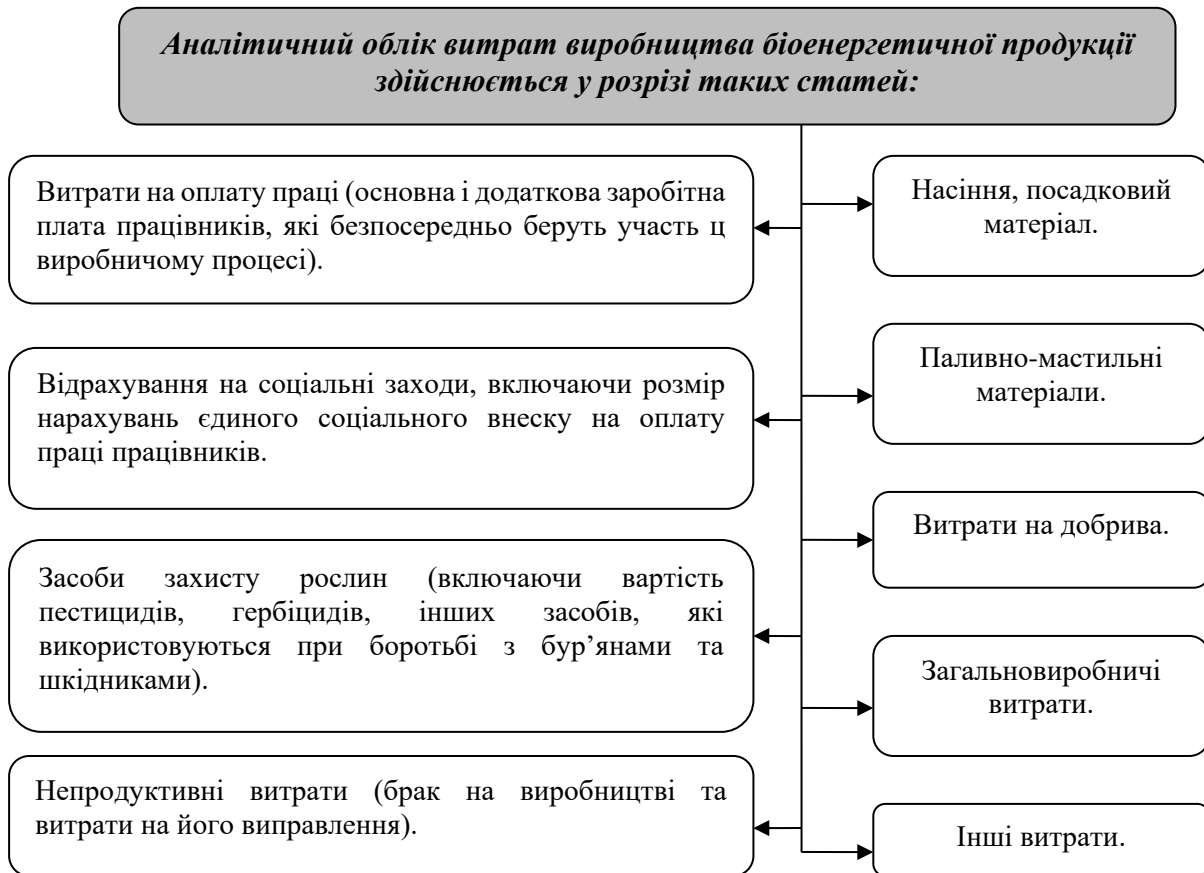 Аналітичний облік витрат виробництва біоенергетичної продукції
здійснюється у розрізі таких статей:
Витрати на оплату праці (основна і додаткова заробітна
плата працівників, які безпосередньо беруть участь ц
виробничому процесі).
Відрахування на соціальні заходи, включаючи розмір
нарахувань єдиного соціального внеску на оплату
праці працівників.
Засоби захисту рослин (включаючи вартість
пестицидів, гербіцидів, інших засобів, які
використовуються при боротьбі з бур’янами та
шкідниками).
Непродуктивні витрати (брак на виробництві та
витрати на його виправлення).
Насіння, посадковий
матеріал.
Паливно-мастильні
матеріали.
Витрати на добрива.
Загальновиробничі
витрати.
Інші витрати.